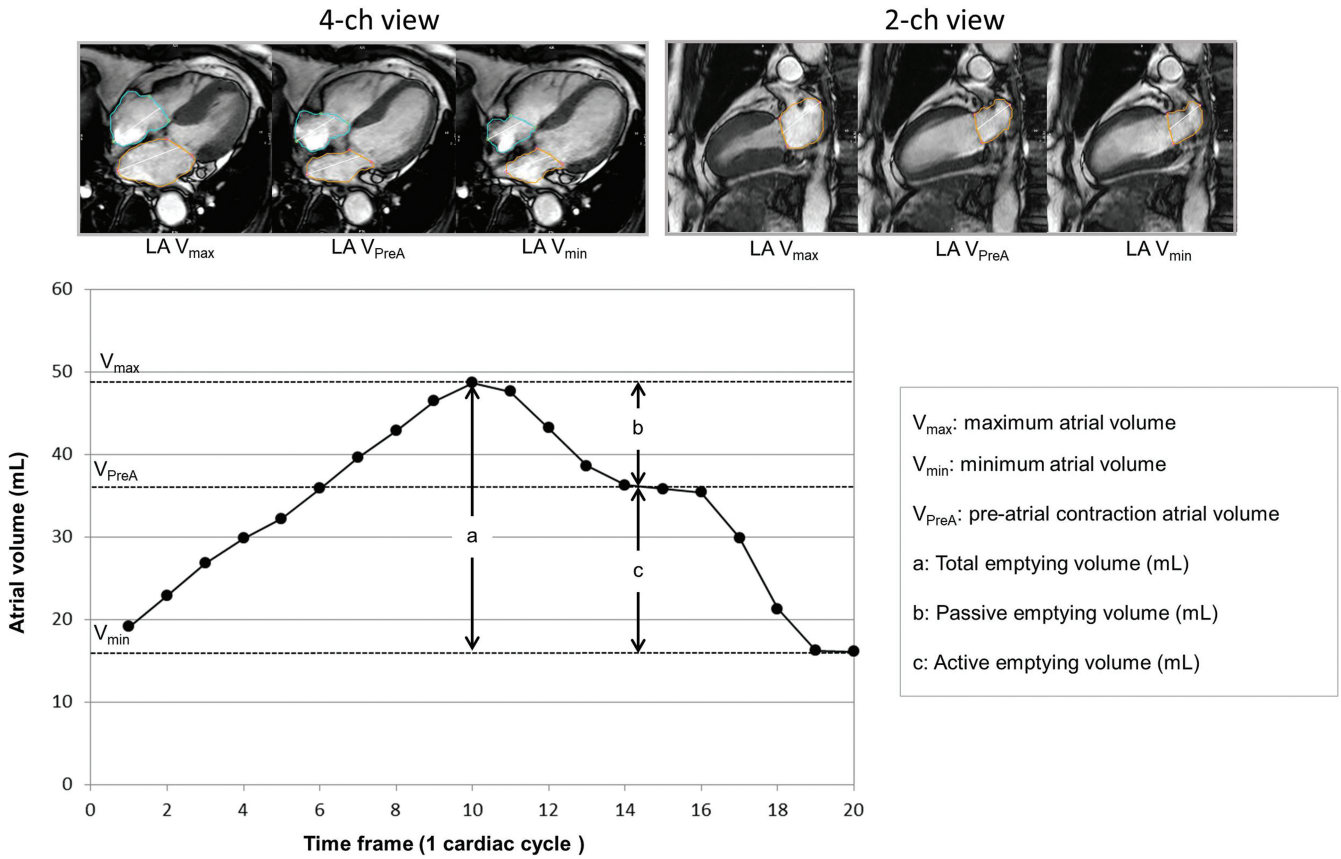 4-ch view
2-ch view
LA Vmax
LA VPreA
LA Vmin
LA Vmax
LA VPreA
LA Vmin
60
50
40
30
20
10
0
Atrial volume (mL)
Vmax
VPreA
Vmin
a
b
c
0 2 4 6 8 10 12 14 16 18 20
Time frame (1 cardiac cycle )
Vmax: maximum atrial volume
Vmin: minimum atrial volume
VPreA: pre-atrial contraction atrial volume
a: Total emptying volume (mL)
b: Passive emptying volume (mL)
c: Active emptying volume (mL)